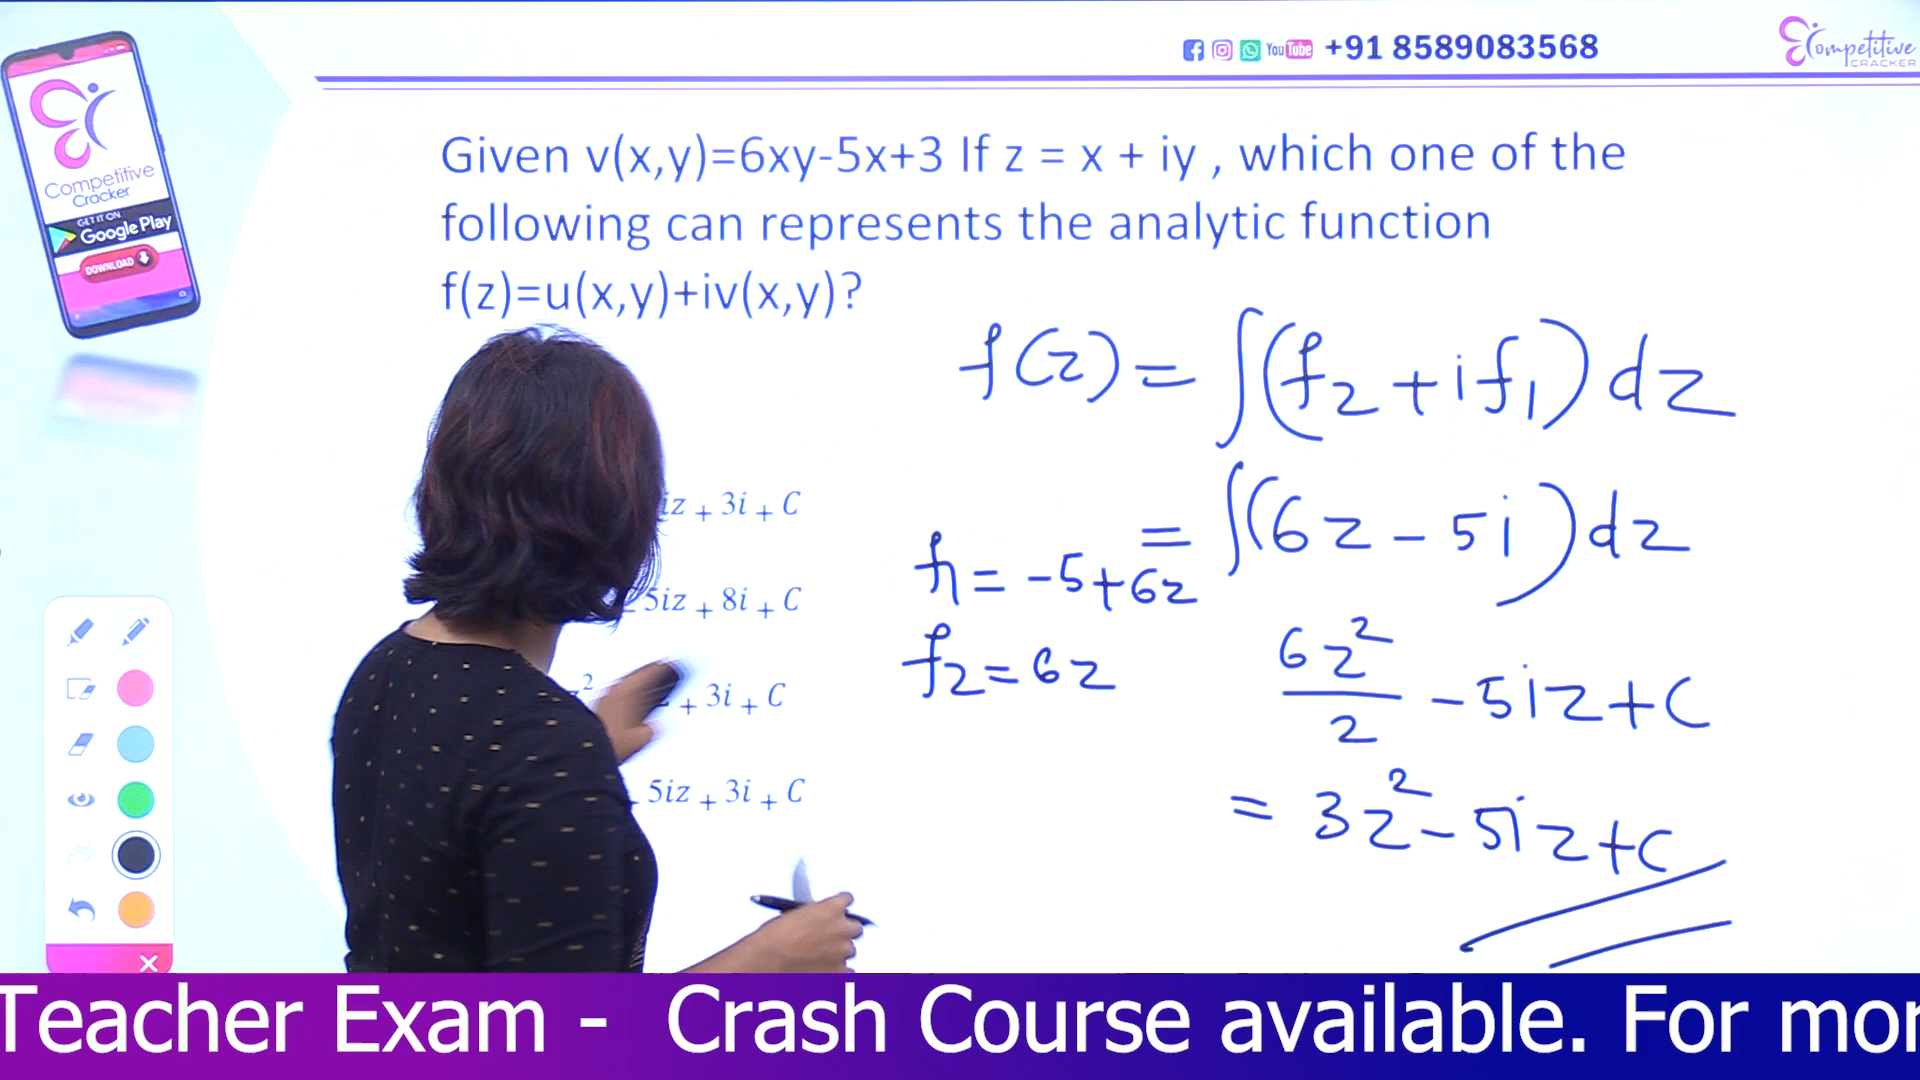 YouTube +91 8589083568
Competitive
CRACKER
Competitive
Cracker
GET IT ON
Google Play
DOWNLOAD
Given v(x,y)=6xy-5x+3 If z = x + iy , which one of the
following can represents the analytic function
f(z)=u(x,y)+iv(x,y)?
f(z) = ∫(f2 + if1) dz
iz + 3i + C
= ∫(6z - 5i) dz
f1 = -5+6z
5iz + 8i + C
f2 = 6z
6z²/2 - 5iz + C
2 + 3i + C
5iz + 3i + C
= 3z² - 5iz + C
Teacher Exam - Crash Course available. For